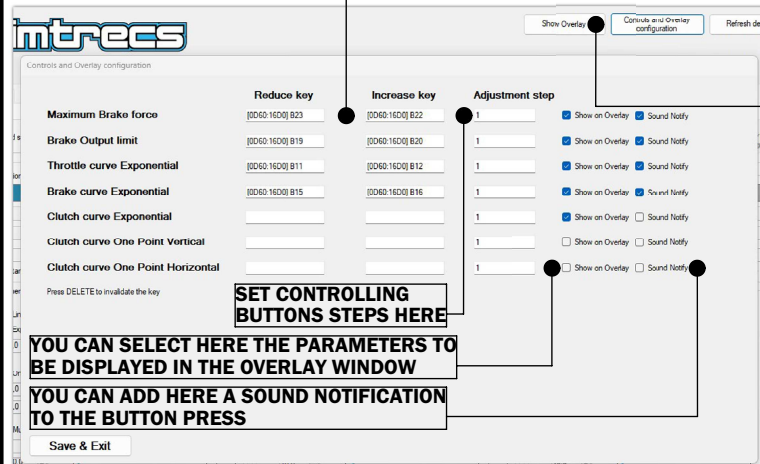 imtrecs
Show Overlay
Controls and Overlay configuration
Refresh de
Controls and Overlay configuration
Reduce key Increase key Adjustment step
Maximum Brake force [0D60:16D0] B23 [0D60:16D0] B22 1 Show on Overlay Sound Notify
Brake Output limit [0D60:16D0] B19 [0D60:16D0] B20 1 Show on Overlay Sound Notify
Throttle curve Exponential [0D60:16D0] B11 [0D60:16D0] B12 1 Show on Overlay Sound Notify
Brake curve Exponential [0D60:16D0] B15 [0D60:16D0] B16 1 Show on Overlay Sound Notify
Clutch curve Exponential 1 Show on Overlay Sound Notify
Clutch curve One Point Vertical 1 Show on Overlay Sound Notify
Clutch curve One Point Horizontal 1 Show on Overlay Sound Notify
Press DELETE to invalidate the key
SET CONTROLLING
BUTTONS STEPS HERE
YOU CAN SELECT HERE THE PARAMETERS TO
BE DISPLAYED IN THE OVERLAY WINDOW
YOU CAN ADD HERE A SOUND NOTIFICATION
TO THE BUTTON PRESS
Save & Exit